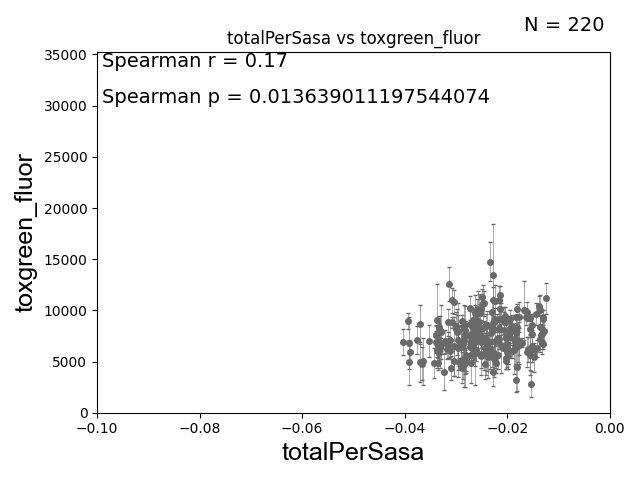 N = 220
totalPerSasa vs toxgreen_fluor
Spearman r = 0.17
Spearman p = 0.013639011197544074
toxgreen_fluor
35000
30000
25000
20000
15000
10000
5000
0
−0.10
−0.08
−0.06
−0.04
−0.02
0.00
totalPerSasa